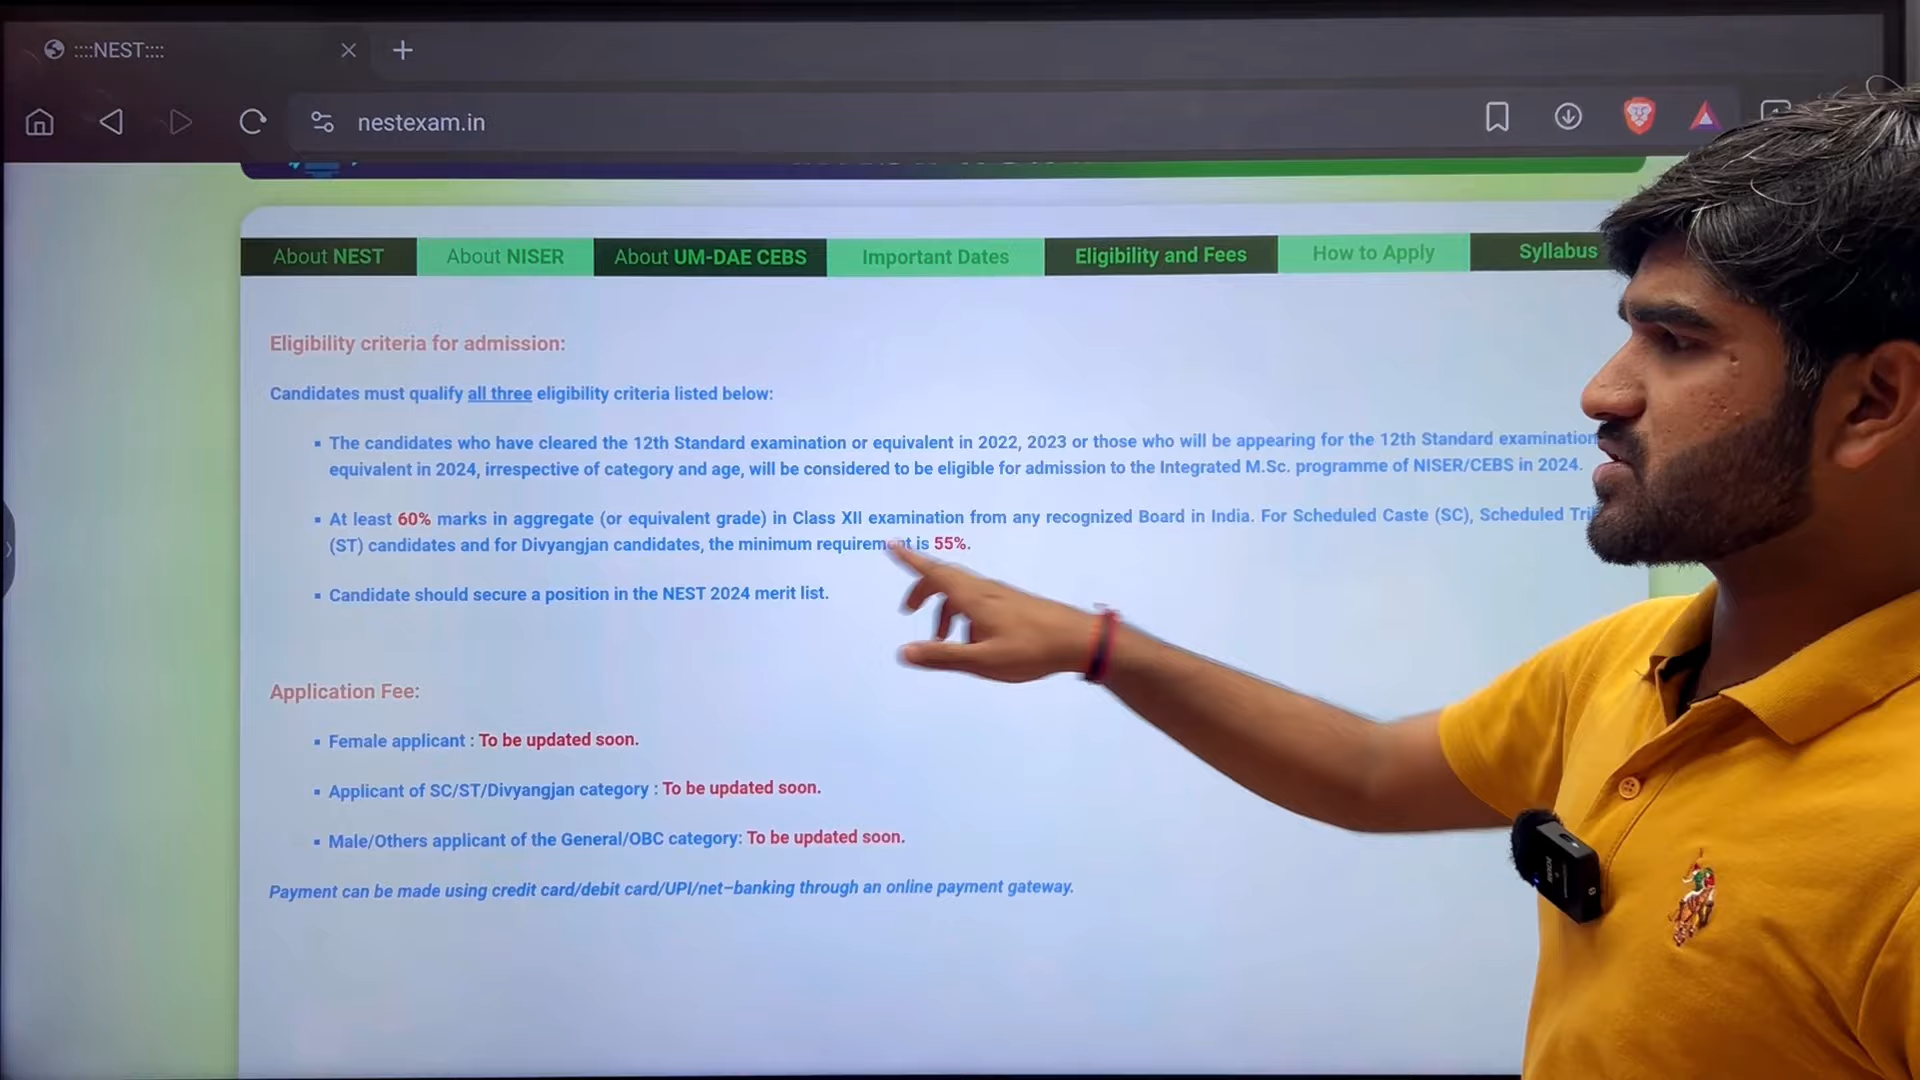 ::::NEST::::
nestexam.in
About NEST
About NISER
About UM-DAE CEBS
Important Dates
Eligibility and Fees
How to Apply
Syllabus
Eligibility criteria for admission:
Candidates must qualify all three eligibility criteria listed below:
The candidates who have cleared the 12th Standard examination or equivalent in 2022, 2023 or those who will be appearing for the 12th Standard examination
equivalent in 2024, irrespective of category and age, will be considered to be eligible for admission to the Integrated M.Sc. programme of NISER/CEBS in 2024.
At least 60% marks in aggregate (or equivalent grade) in Class XII examination from any recognized Board in India. For Scheduled Caste (SC), Scheduled
(ST) candidates and for Divyangjan candidates, the minimum requirement is 55%.
Candidate should secure a position in the NEST 2024 merit list.
Application Fee:
Female applicant : To be updated soon.
Applicant of SC/ST/Divyangjan category : To be updated soon.
Male/Others applicant of the General/OBC category: To be updated soon.
Payment can be made using credit card/debit card/UPI/net–banking through an online payment gateway.